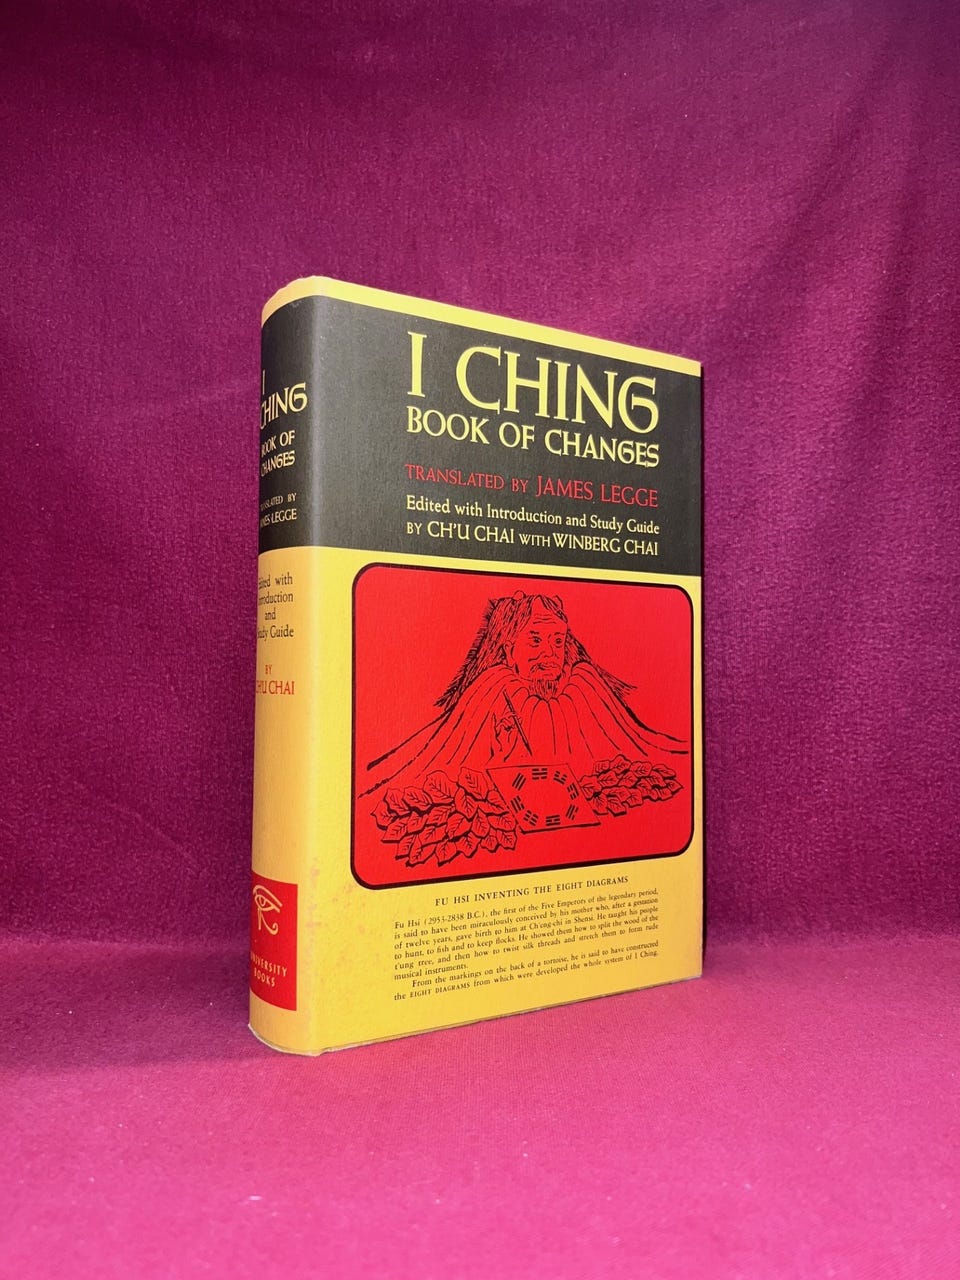 I
CHING
BOOK OF
CHANGES
TRANSLATED BY
JAMES LEGGE
Edited with
Introduction
and
Study Guide
BY
CH'U CHAI
UNIVERSITY
BOOKS
I CHING
BOOK OF CHANGES
TRANSLATED BY JAMES LEGGE
Edited with Introduction and Study Guide
BY CH'U CHAI WITH WINBERG CHAI
FU HSI INVENTING THE EIGHT DIAGRAMS
Fu Hsi (2953-2838 B.C.), the first of the Five Emperors of the legendary period,
is said to have been miraculously conceived by his mother who, after a gestation
of twelve years, gave birth to him at Ch'eng-chi in Shensi. He taught his people
to hunt, to fish and to keep flocks. He showed them how to split the wood of the
t'ung tree, and then how to twist silk threads and stretch them to form rude
musical instruments.
From the markings on the back of a tortoise, he is said to have constructed
the EIGHT DIAGRAMS from which were developed the whole system of I Ching.